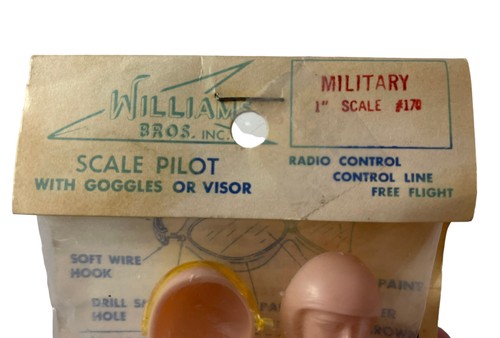 WILLIAMS
BROS. INC.
MILITARY
1" SCALE #170
SCALE PILOT
WITH GOGGLES OR VISOR
RADIO CONTROL
CONTROL LINE
FREE FLIGHT
SOFT WIRE
HOOK
PAINT
DRILL
HOLE